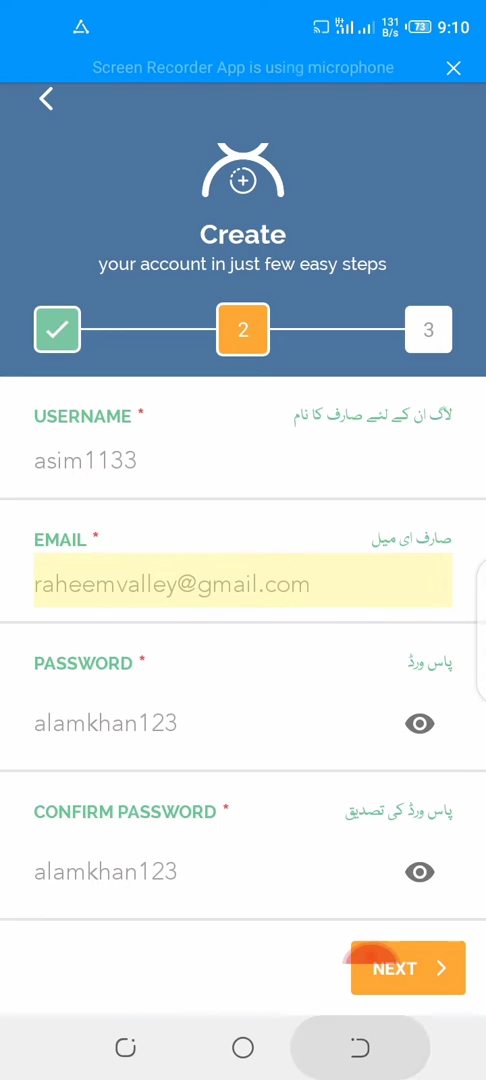 131 B/s 73 9:10
Screen Recorder App is using microphone
Create
your account in just few easy steps
2 3
USERNAME * لاگ ان کے لئے صارف کا نام
asim1133
EMAIL * صارف ای میل
raheemvalley@gmail.com
PASSWORD * پاس ورڈ
alamkhan123
CONFIRM PASSWORD * پاس ورڈ کی تصدیق
alamkhan123
NEXT